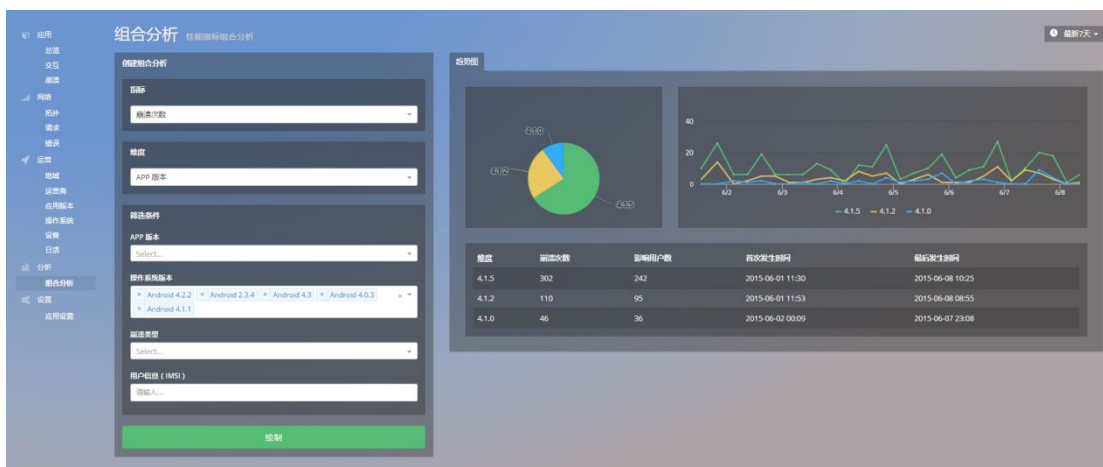 应用
总览
交互
崩溃
网络
拓扑
请求
错误
运营
地域
运营商
应用版本
操作系统
设备
日活
分析
组合分析
设置
应用设置
组合分析 性能指标组合分析
最新7天
创建组合分析
指标
崩溃次数
维度
APP 版本
筛选条件
APP 版本
Select...
操作系统版本
× Android 4.2.2 × Android 2.3.4 × Android 4.3 × Android 4.0.3
× Android 4.1.1
崩溃类型
Select...
用户信息 ( IMSI )
请输入...
绘制
趋势图
4.1.0
4.1.2
4.1.5
40
20
0
6/2 6/3 6/4 6/5 6/6 6/7 6/8
4.1.5 4.1.2 4.1.0
维度 崩溃次数 影响用户数 首次发生时间 最后发生时间
4.1.5 302 242 2015-06-01 11:30 2015-06-08 10:25
4.1.2 110 95 2015-06-01 11:53 2015-06-08 08:55
4.1.0 46 36 2015-06-02 00:09 2015-06-07 23:08